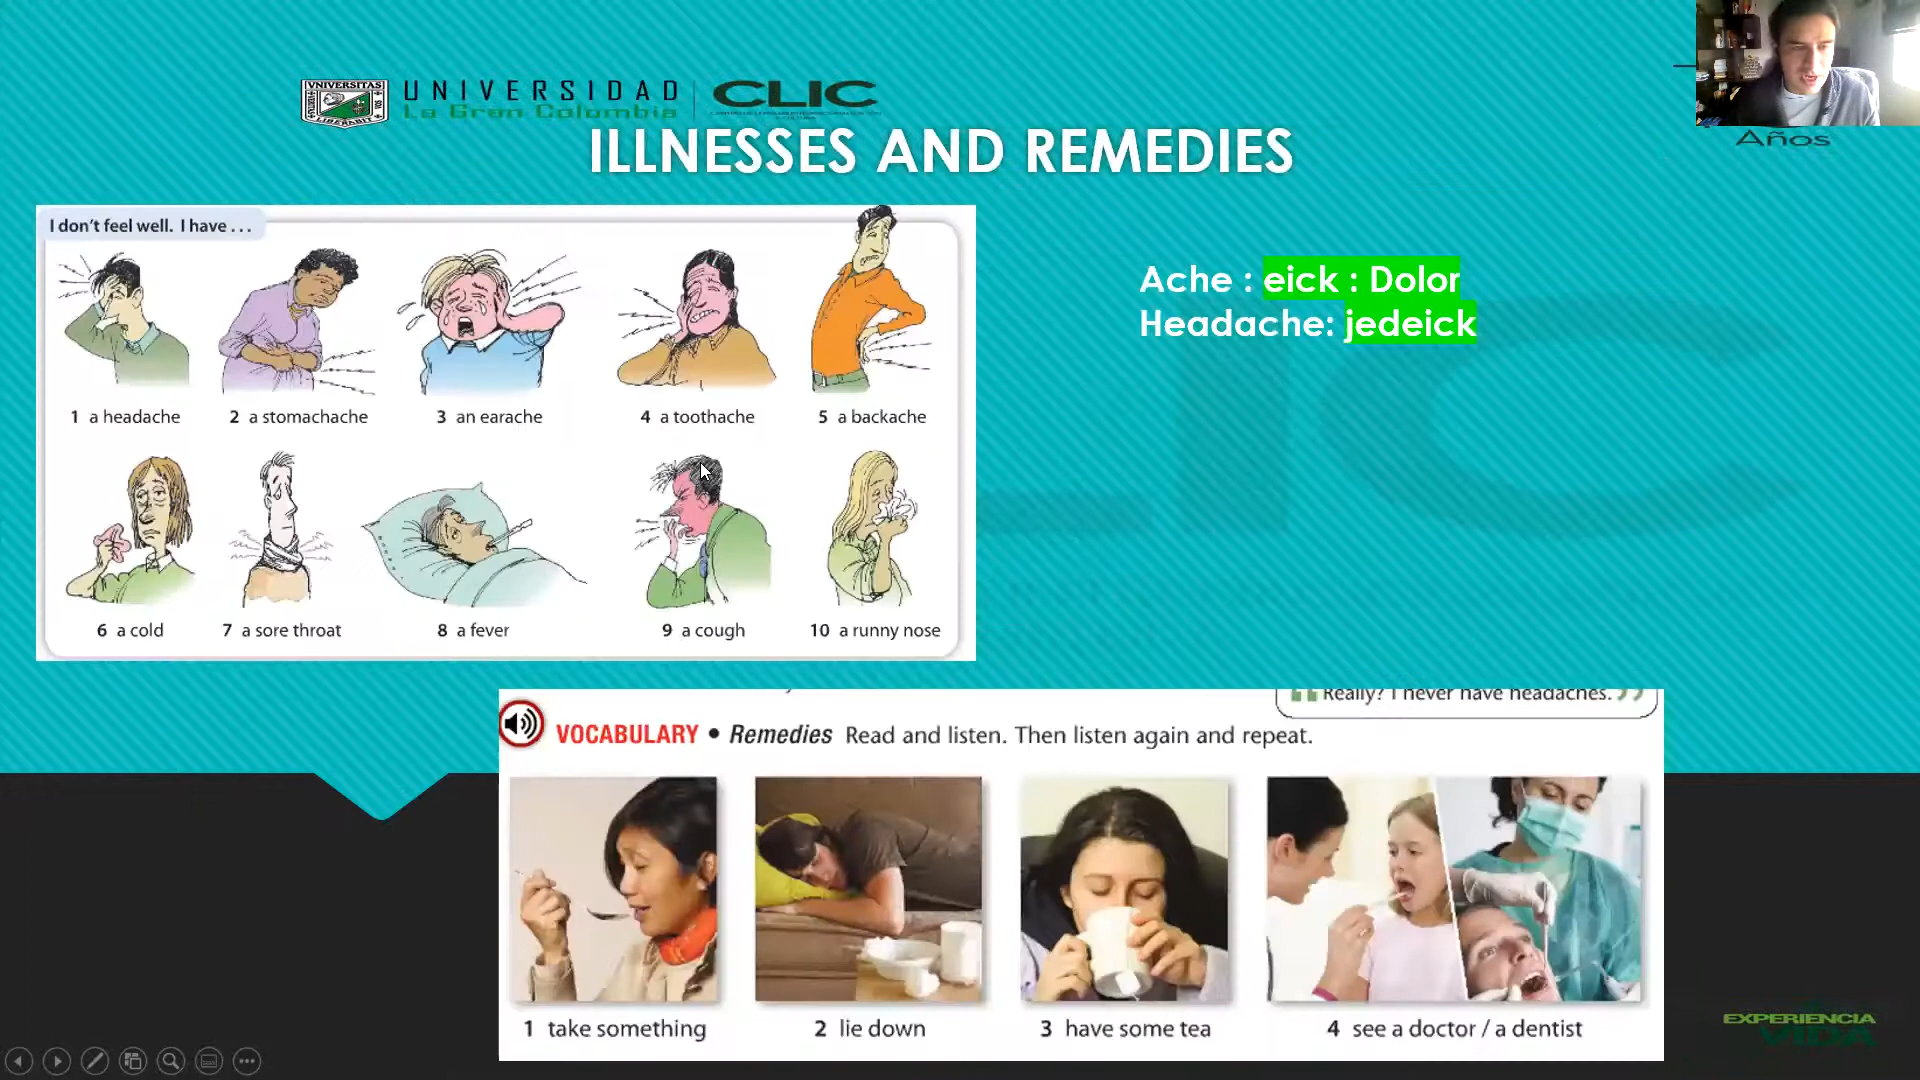 VNIVERSITAS
LIBERABIT
UNIVERSIDAD
La Gran Colombia
CLIC
Años
ILLNESSES AND REMEDIES
I don't feel well. I have . . .
1 a headache
2 a stomachache
3 an earache
4 a toothache
5 a backache
6 a cold
7 a sore throat
8 a fever
9 a cough
10 a runny nose
Ache : eick : Dolor
Headache: jedeick
Really? I never have headaches.
VOCABULARY • Remedies Read and listen. Then listen again and repeat.
1 take something
2 lie down
3 have some tea
4 see a doctor / a dentist
EXPERIENCIA
VIDA